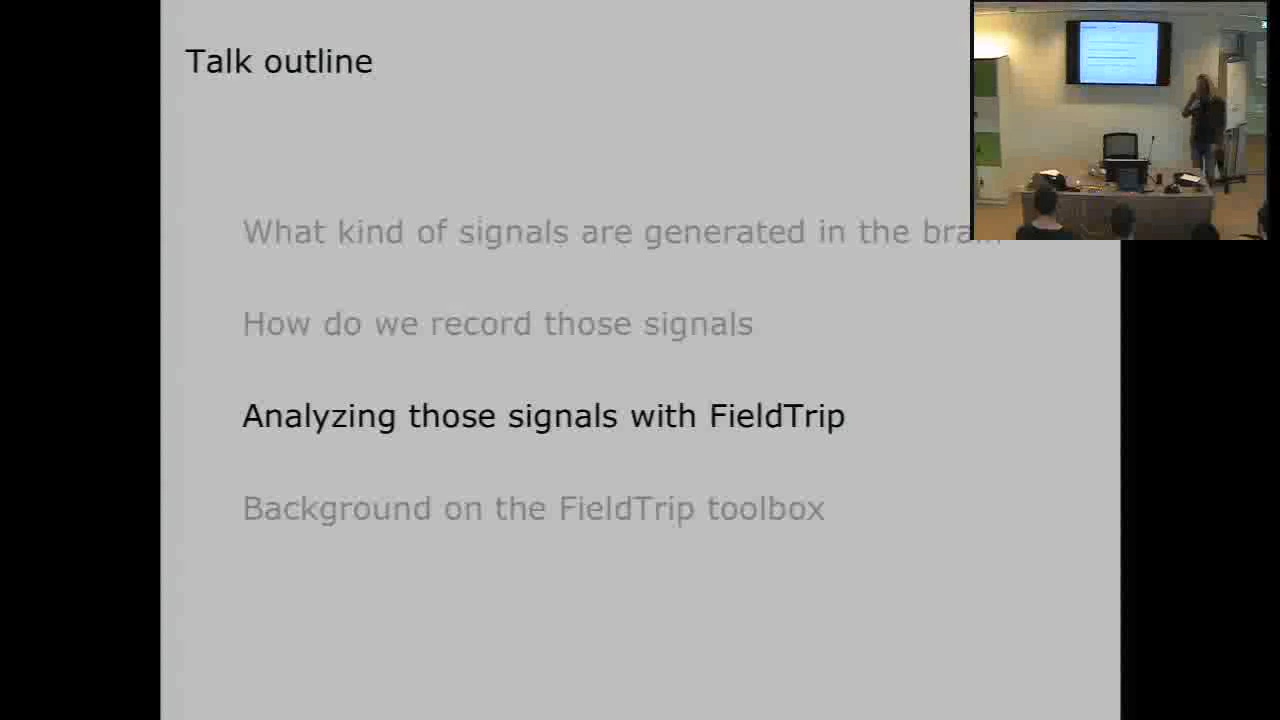 Talk outline
What kind of signals are generated in the brain
How do we record those signals
Analyzing those signals with FieldTrip
Background on the FieldTrip toolbox